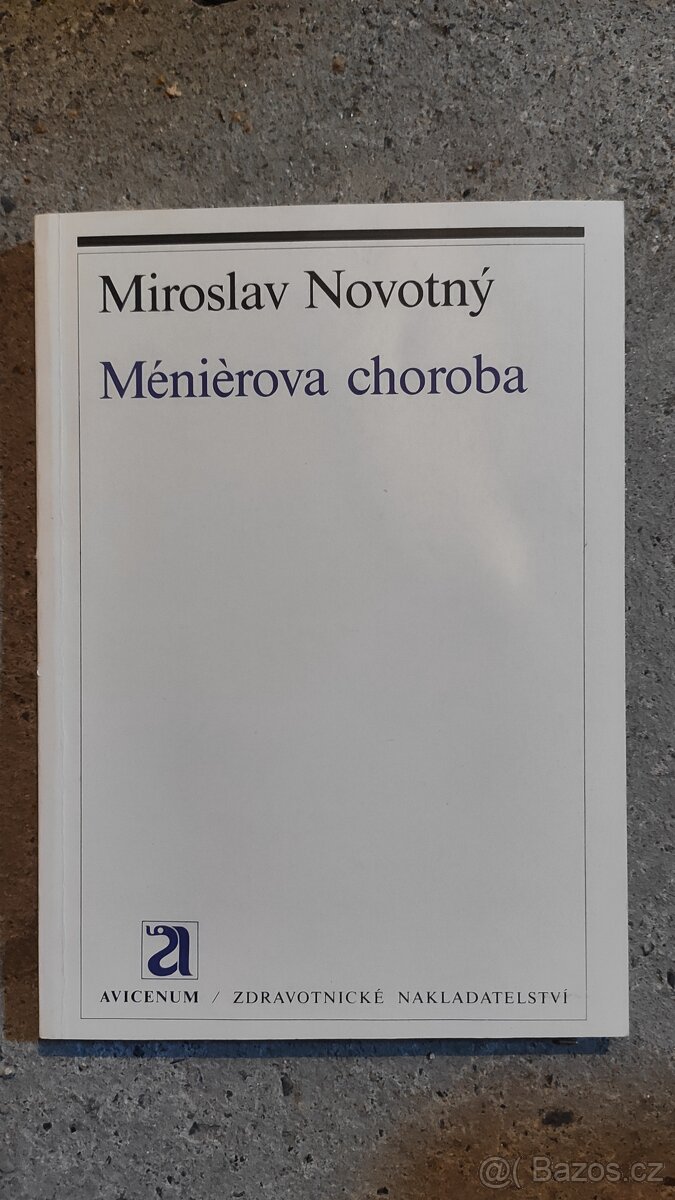 Miroslav Novotný
Ménièrova choroba
AVICENUM / ZDRAVOTNICKÉ NAKLADATELSTVÍ
@( Bazos.cz